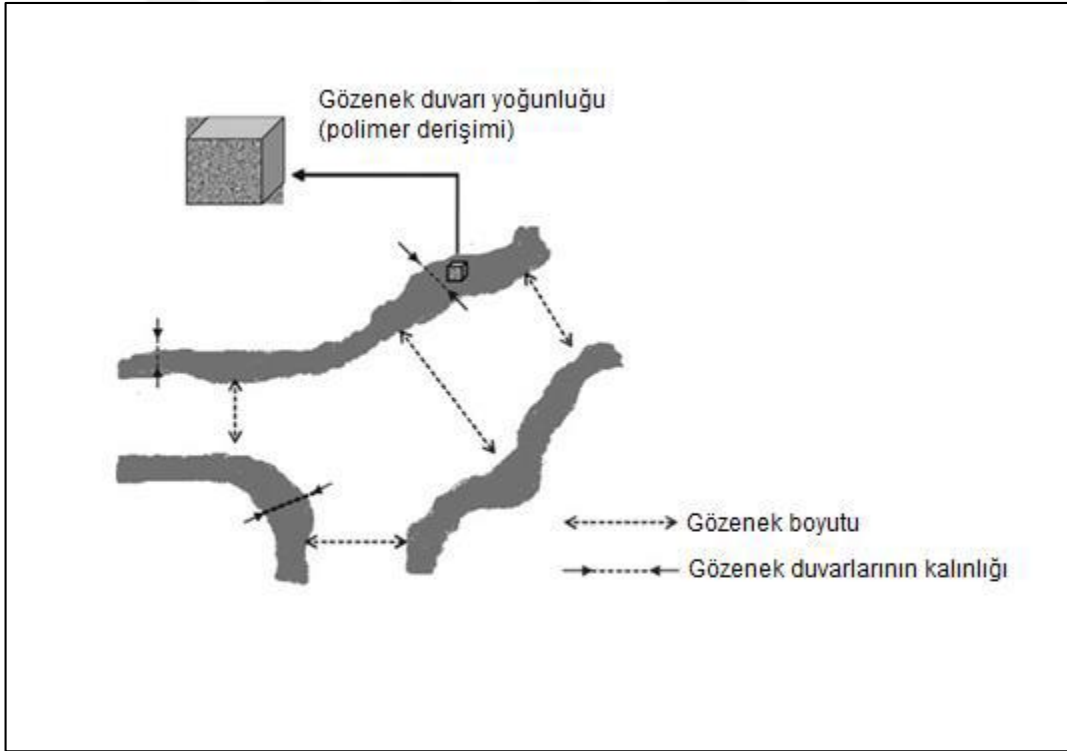 Gözenek duvarı yoğunluğu
(polimer derişimi)
Gözenek boyutu
Gözenek duvarlarının kalınlığı